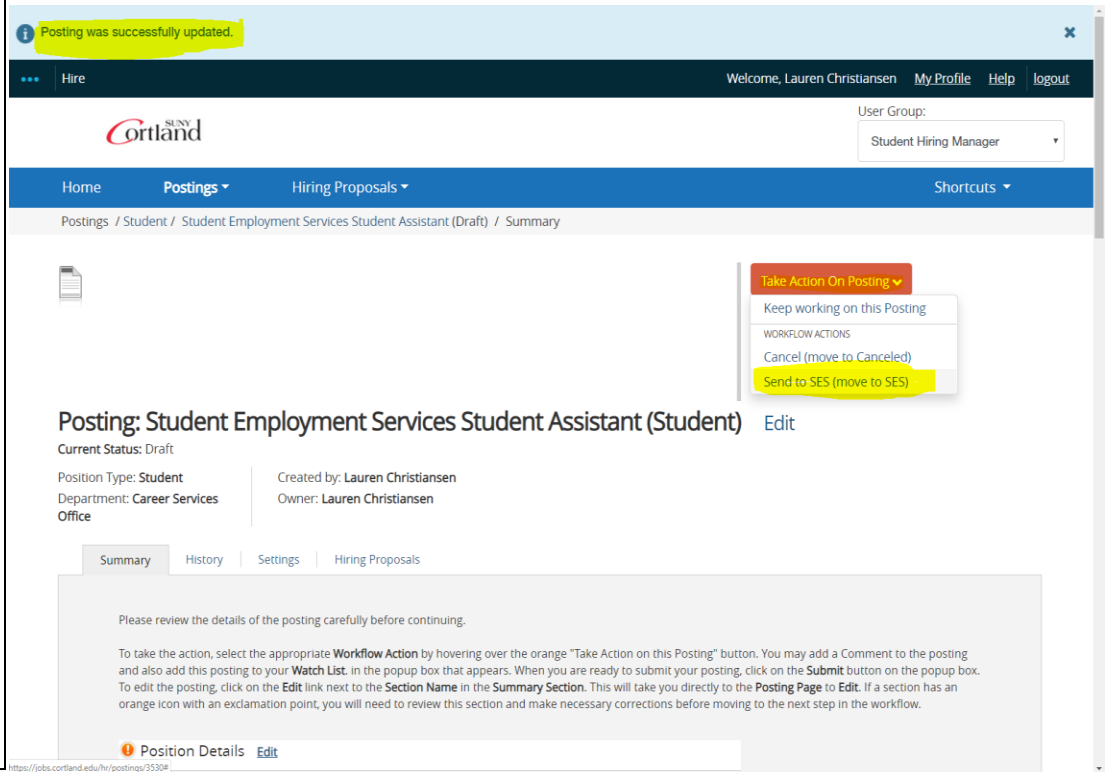 Posting was successfully updated.
Hire
Welcome, Lauren Christiansen My Profile Help logout
SUNY
Cortland
User Group:
Student Hiring Manager
Home Postings Hiring Proposals Shortcuts
Postings / Student / Student Employment Services Student Assistant (Draft) / Summary
Take Action On Posting
Keep working on this Posting
WORKFLOW ACTIONS
Cancel (move to Canceled)
Send to SES (move to SES)
Posting: Student Employment Services Student Assistant (Student) Edit
Current Status: Draft
Position Type: Student Created by: Lauren Christiansen
Department: Career Services Owner: Lauren Christiansen
Office
Summary History Settings Hiring Proposals
Please review the details of the posting carefully before continuing.
To take the action, select the appropriate Workflow Action by hovering over the orange "Take Action on this Posting" button. You may add a Comment to the posting
and also add this posting to your Watch List. in the popup box that appears. When you are ready to submit your posting, click on the Submit button on the popup box.
To edit the posting, click on the Edit link next to the Section Name in the Summary Section. This will take you directly to the Posting Page to Edit. If a section has an
orange icon with an exclamation point, you will need to review this section and make necessary corrections before moving to the next step in the workflow.
Position Details Edit
https://jobs.cortland.edu/hr/postings/3530#